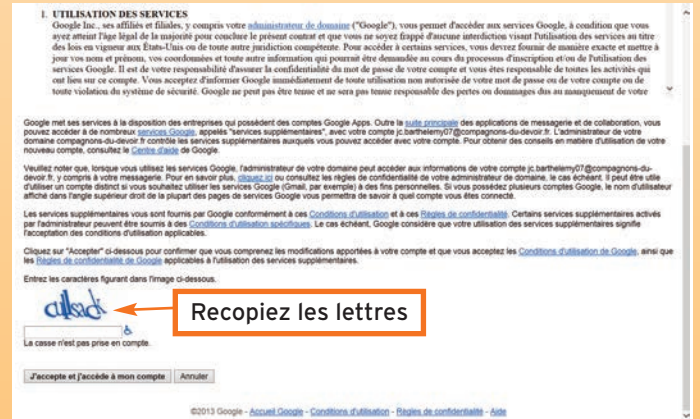 1. UTILISATION DES SERVICES
Google Inc., ses affiliés et filiales, y compris votre administrateur de domaine ("Google"), vous permet d'accéder aux services Google, à condition que vous
ayez atteint l'âge légal de la majorité pour conclure le présent contrat et que vous ne soyez frappé d'aucune interdiction visant l'utilisation des services au titre
des lois en vigueur aux États-Unis ou de toute autre juridiction compétente. Pour accéder à certains services, vous devrez fournir de manière exacte et mettre à
jour vos nom et prénom, vos coordonnées et toute autre information qui pourrait être demandée au cours du processus d'inscription et/ou de l'utilisation des
services Google. Il est de votre responsabilité d'assurer la confidentialité du mot de passe de votre compte et vous êtes responsable de toutes les activités qui
ont lieu sur ce compte. Vous acceptez d'informer Google immédiatement de toute utilisation non autorisée de votre mot de passe ou de votre compte ou de
toute violation du système de sécurité. Google ne peut pas être tenue et ne sera pas tenue responsable des pertes ou dommages dus au manquement de votre
Google met ses services à la disposition des entreprises qui possèdent des comptes Google Apps. Outre la suite principale des applications de messagerie et de collaboration, vous
pouvez accéder à de nombreux services Google, appelés "services supplémentaires", avec votre compte jc.barthelemy07@compagnons-du-devoir.fr. L'administrateur de votre
domaine compagnons-du-devoir.fr contrôle les services supplémentaires auxquels vous pouvez accéder avec votre compte. Pour obtenir des conseils en matière d'utilisation de votre
nouveau compte, consultez le Centre d'aide de Google.
Veuillez noter que, lorsque vous utilisez les services Google, l'administrateur de votre domaine peut accéder aux informations de votre compte jc.barthelemy07@compagnons-du-
devoir.fr, y compris à votre messagerie. Pour en savoir plus, cliquez ici ou consultez les règles de confidentialité de votre administrateur de domaine, le cas échéant. Il peut être utile
d'utiliser un compte distinct si vous souhaitez utiliser les services Google (Gmail, par exemple) à des fins personnelles. Si vous possédez plusieurs comptes Google, le nom d'utilisateur
affiché dans l'angle supérieur droit de la plupart des pages de services Google vous permettra de savoir à quel compte vous êtes connecté.
Les services supplémentaires vous sont fournis par Google conformément à ces Conditions d'utilisation et à ces Règles de confidentialité. Certains services supplémentaires activés
par l'administrateur peuvent être soumis à des Conditions d'utilisation spécifiques. Le cas échéant, Google considère que votre utilisation des services supplémentaires signifie
l'acceptation des conditions d'utilisation applicables.
Cliquez sur "Accepter" ci-dessous pour confirmer que vous comprenez les modifications apportées à votre compte et que vous acceptez les Conditions d'utilisation de Google, ainsi que
les Règles de confidentialité de Google applicables à l'utilisation des services supplémentaires.
Entrez les caractères figurant dans l'image ci-dessous.
Recopiez les lettres
La casse n'est pas prise en compte.
J'accepte et j'accède à mon compte Annuler
©2013 Google - Accueil Google - Conditions d'utilisation - Règles de confidentialité - Aide